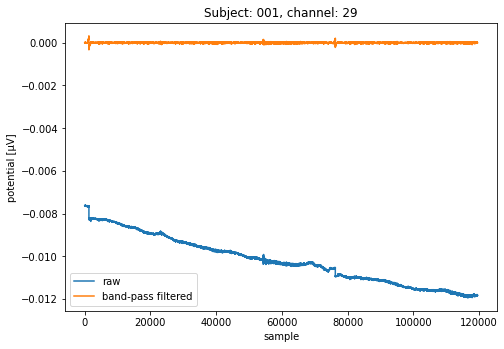 Subject: 001, channel: 29
potential [µV]
0.000
−0.002
−0.004
−0.006
−0.008
−0.010
−0.012
raw
band-pass filtered
0 20000 40000 60000 80000 100000 120000
sample